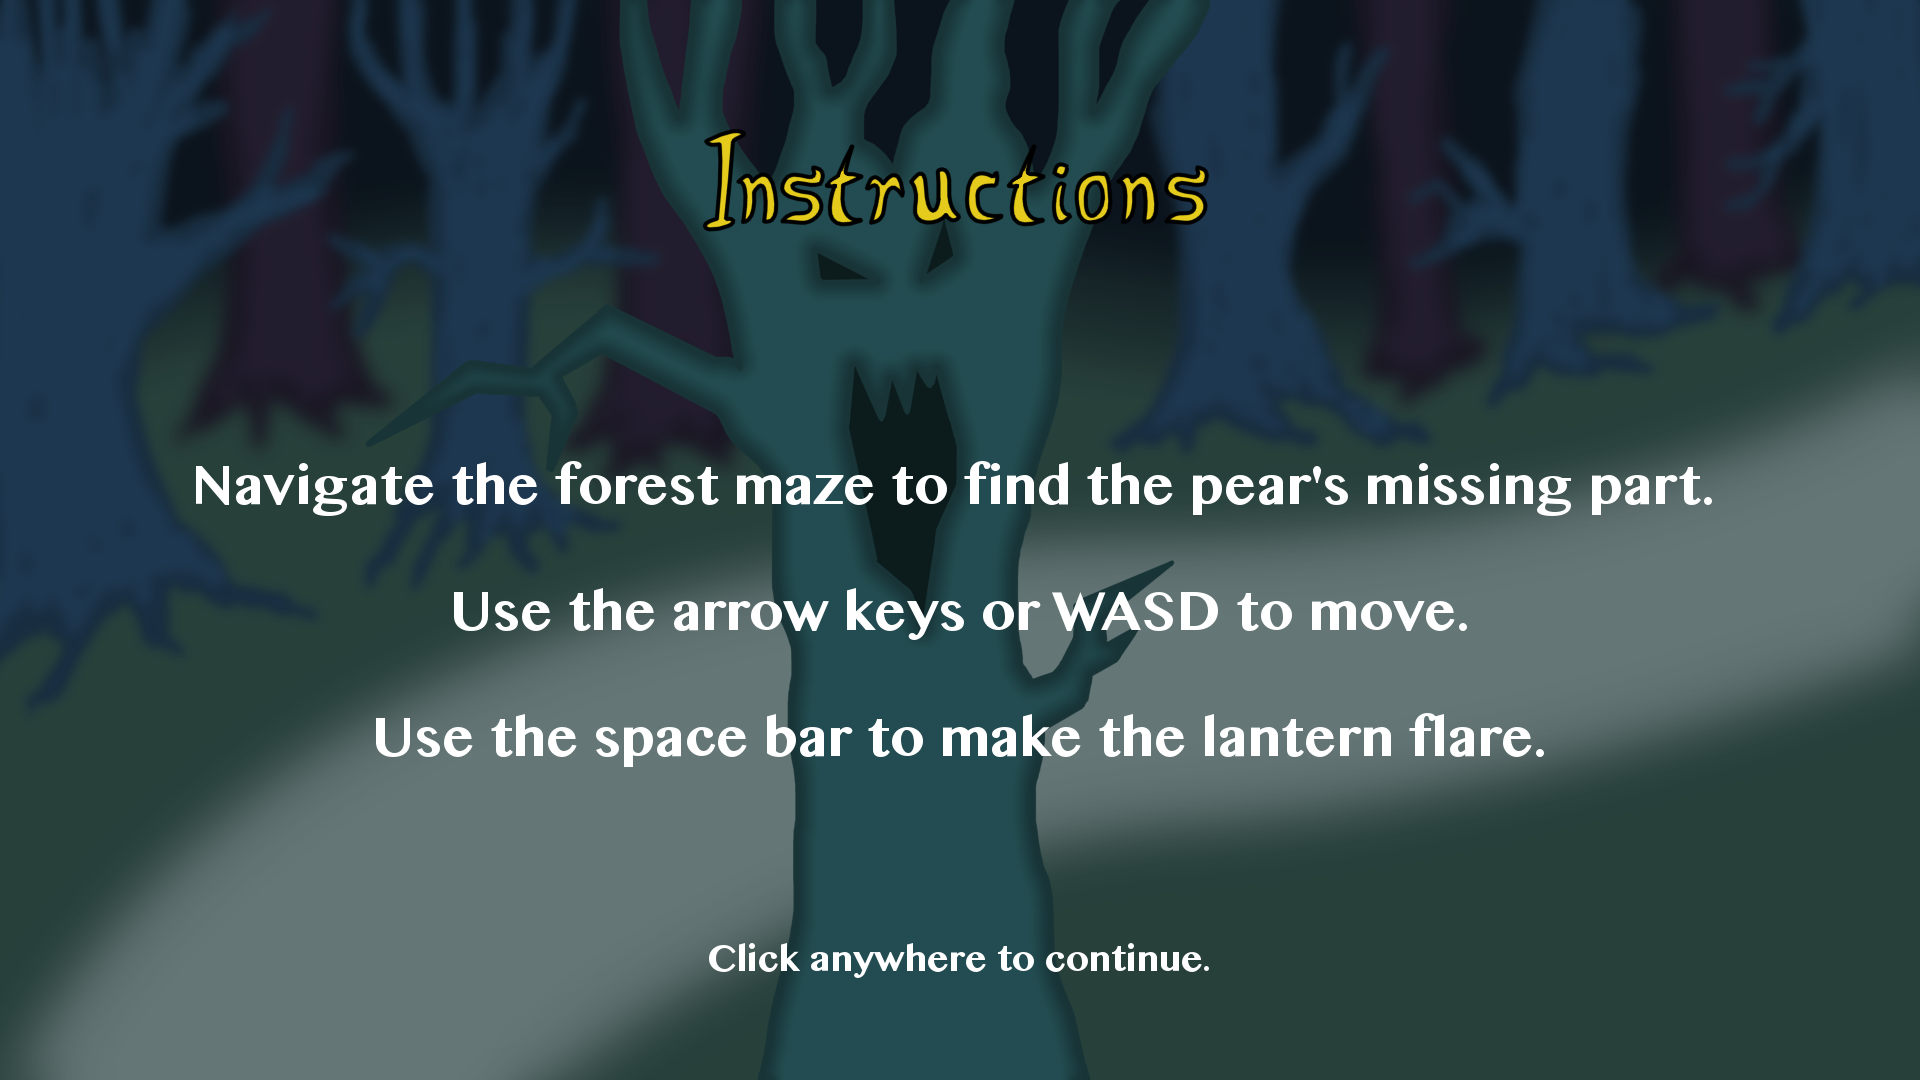 Instructions
Navigate the forest maze to find the pear's missing part.
Use the arrow keys or WASD to move.
Use the space bar to make the lantern flare.
Click anywhere to continue.